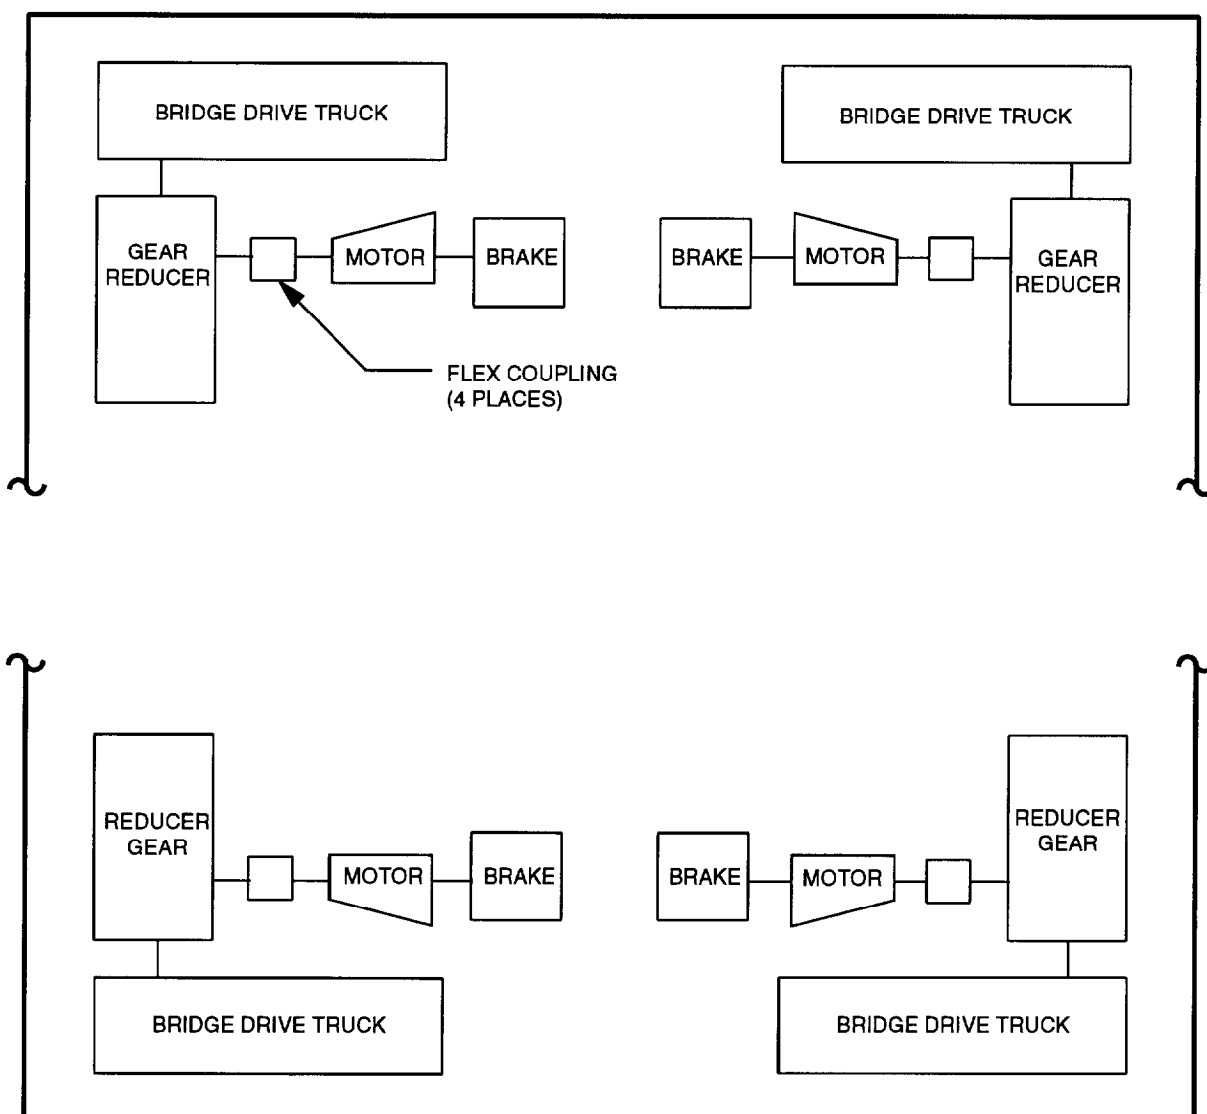 BRIDGE DRIVE TRUCK
BRIDGE DRIVE TRUCK
GEAR
REDUCER
MOTOR
BRAKE
BRAKE
MOTOR
GEAR
REDUCER
FLEX COUPLING
(4 PLACES)
REDUCER
GEAR
MOTOR
BRAKE
BRAKE
MOTOR
REDUCER
GEAR
BRIDGE DRIVE TRUCK
BRIDGE DRIVE TRUCK